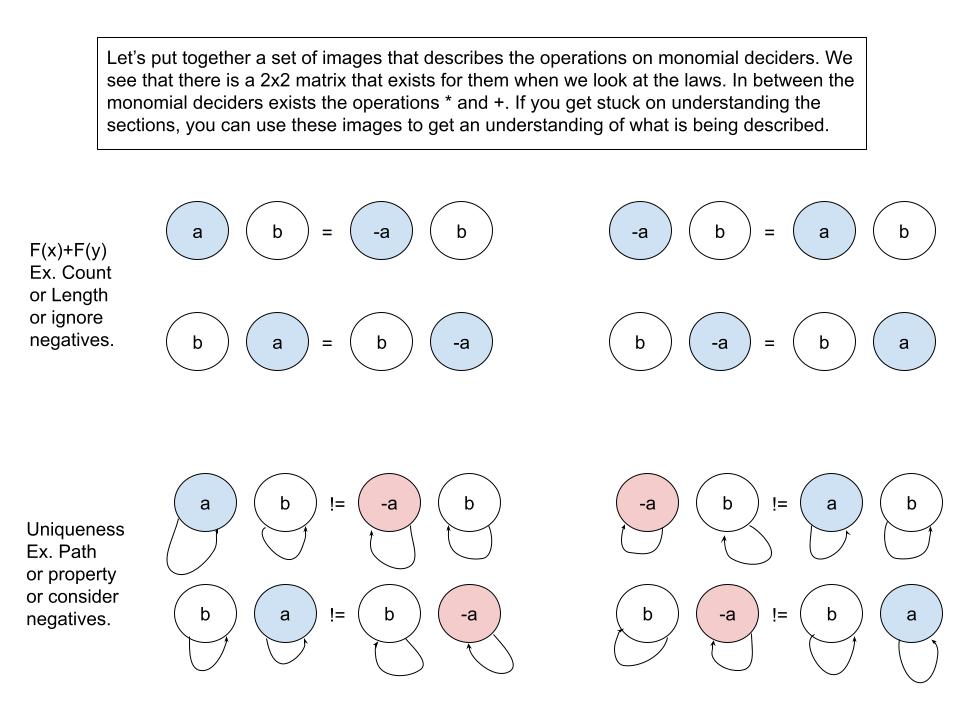 Let's put together a set of images that describes the operations on monomial deciders. We
see that there is a 2x2 matrix that exists for them when we look at the laws. In between the
monomial deciders exists the operations * and +. If you get stuck on understanding the
sections, you can use these images to get an understanding of what is being described.
F(x)+F(y)
Ex. Count
or Length
or ignore
negatives.
a b = -a b
-a b = a b
b a = b -a
b -a = b a
Uniqueness
Ex. Path
or property
or consider
negatives.
a b != -a b
-a b != a b
b a != b -a
b -a != b a